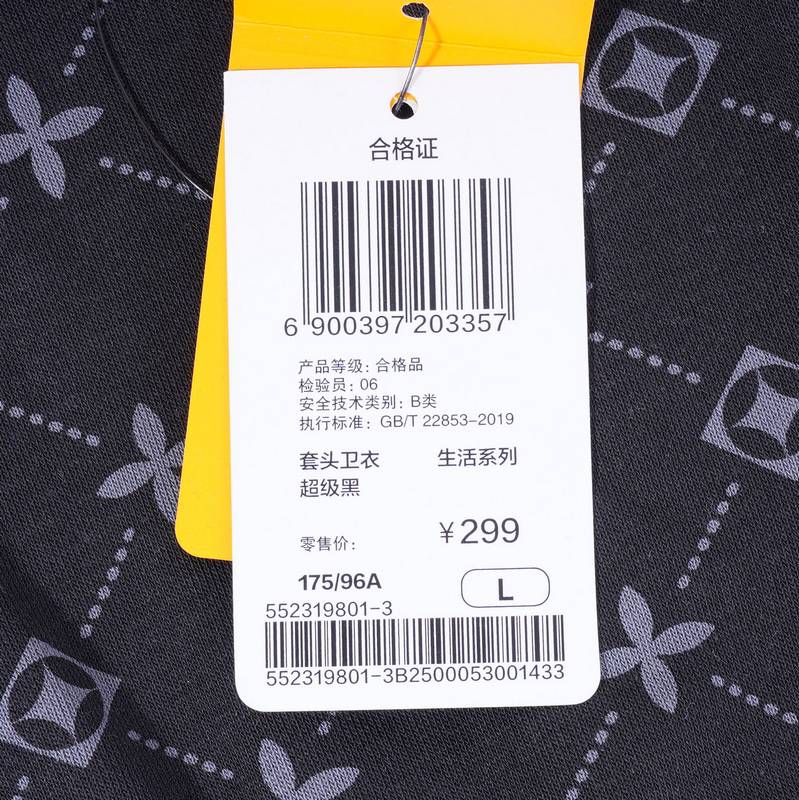 合格证
6 900397 203357
产品等级: 合格品
检验员: 06
安全技术类别: B类
执行标准: GB/T 22853-2019
套头卫衣 生活系列
超级黑
零售价: ¥299
175/96A L
552319801-3
552319801-3B2500053001433